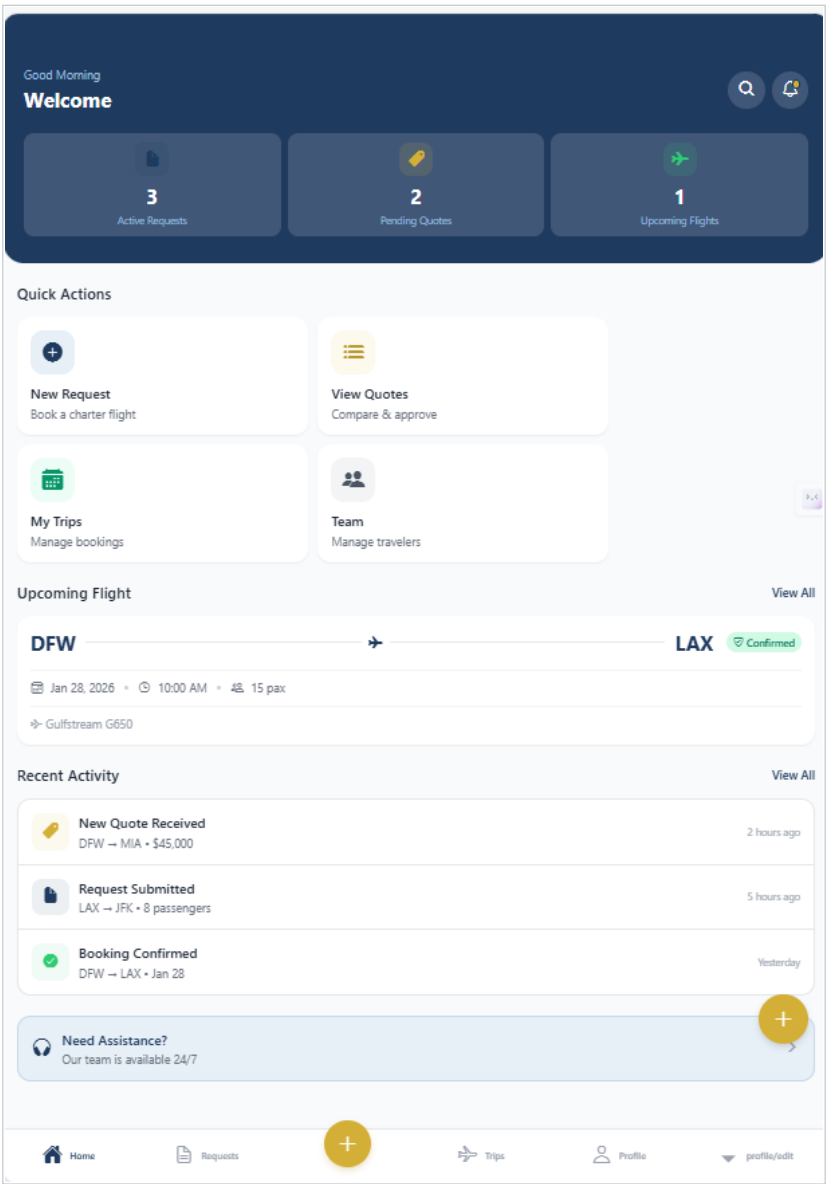 Good Morning
Welcome
3
Active Requests
2
Pending Quotes
1
Upcoming Flights
Quick Actions
New Request
Book a charter flight
View Quotes
Compare & approve
My Trips
Manage bookings
Team
Manage travelers
Upcoming Flight
View All
DFW
LAX
Confirmed
Jan 28, 2026 • 10:00 AM • 15 pax
Gulfstream G650
Recent Activity
View All
New Quote Received
DFW → MIA • $45,000
2 hours ago
Request Submitted
LAX → JFK • 8 passengers
5 hours ago
Booking Confirmed
DFW → LAX • Jan 28
Yesterday
Need Assistance?
Our team is available 24/7
Home
Requests
Trips
Profile
profile/edit